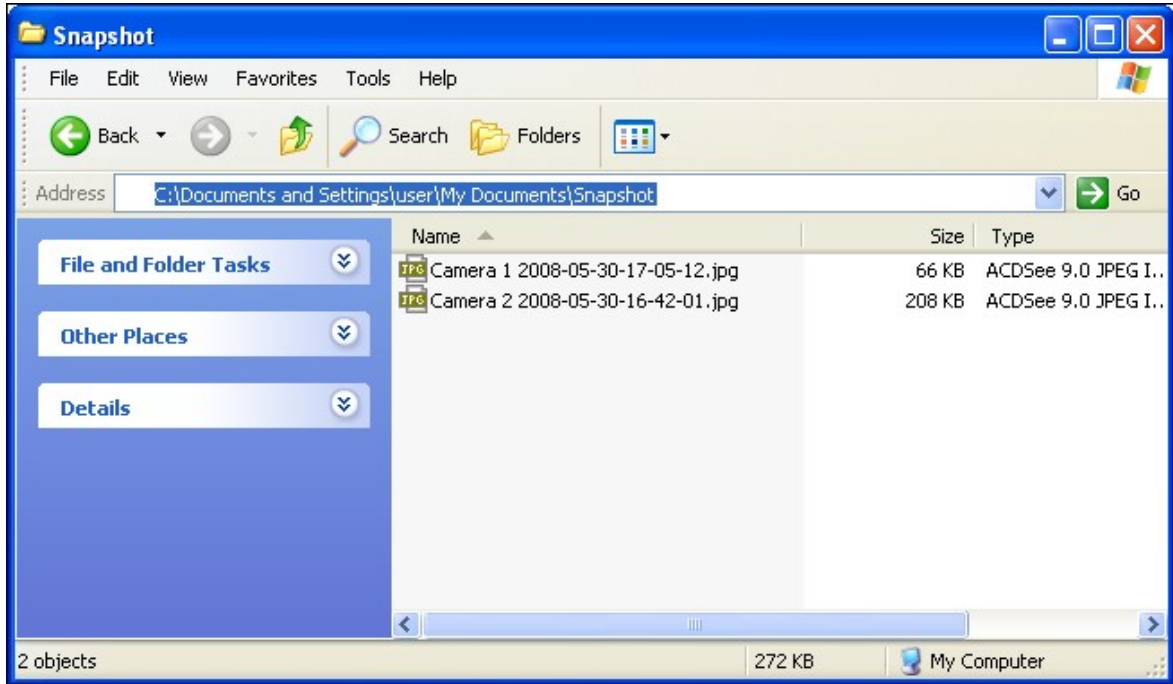 Snapshot
File Edit View Favorites Tools Help
Back Search Folders
Address C:\Documents and Settings\user\My Documents\Snapshot Go
Name Size Type
File and Folder Tasks
JPG Camera 1 2008-05-30-17-05-12.jpg 66 KB ACDSee 9.0 JPEG I...
JPG Camera 2 2008-05-30-16-42-01.jpg 208 KB ACDSee 9.0 JPEG I...
Other Places
Details
2 objects 272 KB My Computer